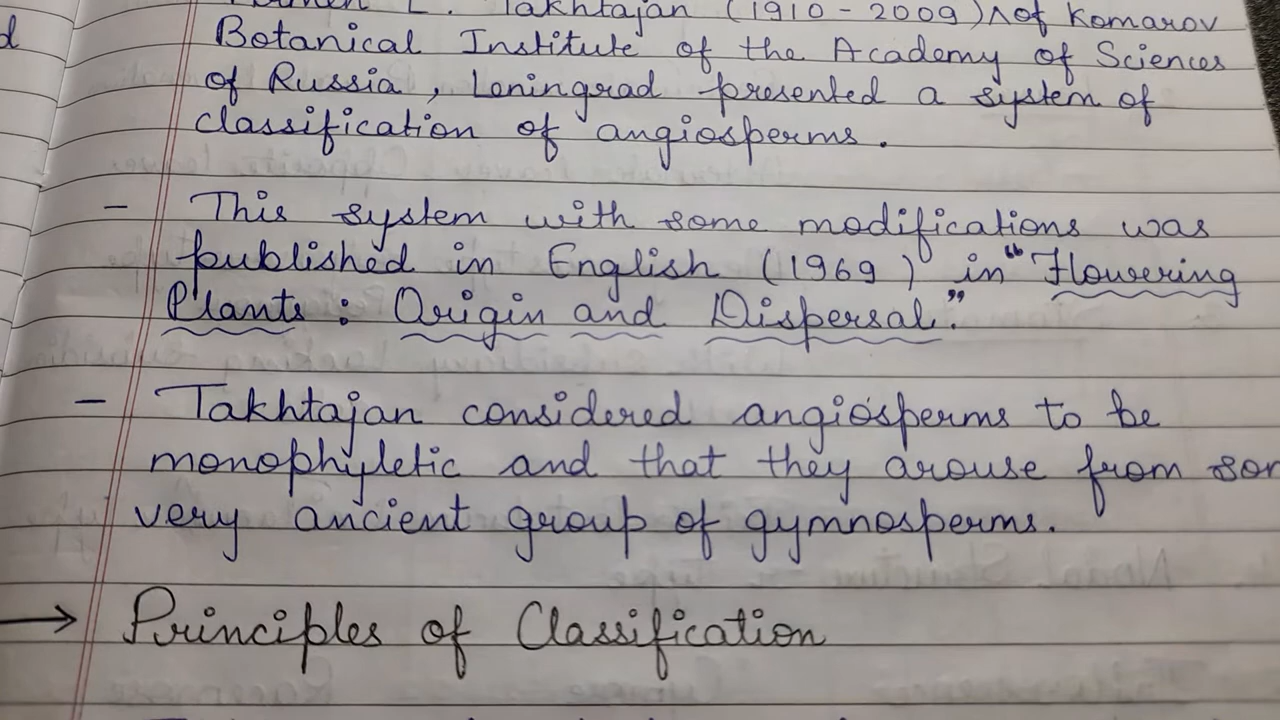 L. Takhtajan (1910-2009) ^ of Komarov
d
Botanical Institute of the Academy of Sciences
of Russia, Leningrad presented a system of
classification of angiosperms.
- This system with some modifications was
published in English (1969) in "Flowering
Plants: Origin and Dispersal."
- Takhtajan considered angiosperms to be
monophyletic and that they arouse from
very ancient group of gymnosperms.
→ Principles of Classification